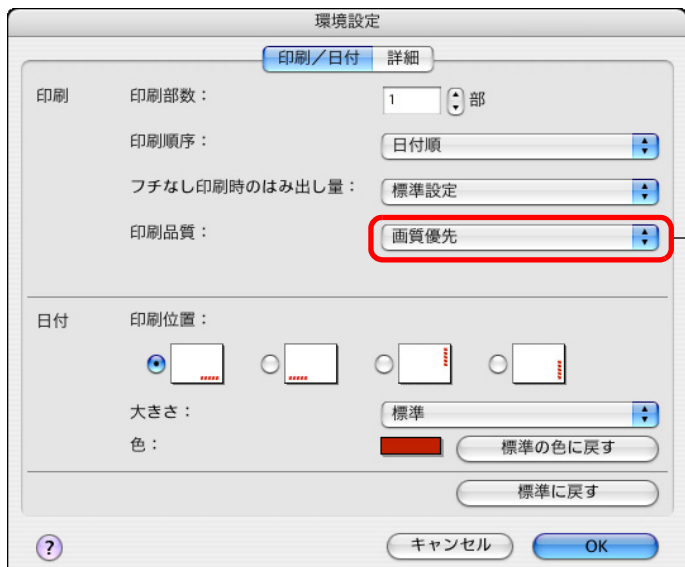 環境設定
印刷／日付 詳細
印刷 印刷部数： 1 部
印刷順序： 日付順
フチなし印刷時のはみ出し量： 標準設定
印刷品質： 画質優先
日付 印刷位置：
大きさ： 標準
色： 標準の色に戻す
標準に戻す
? キャンセル OK